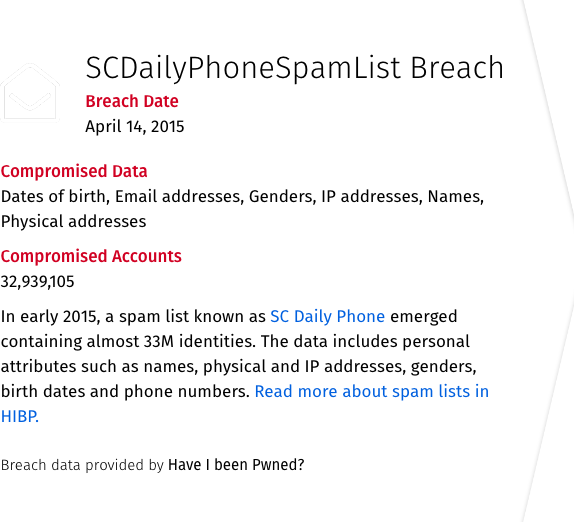 SCDailyPhoneSpamList Breach
Breach Date
April 14, 2015
Compromised Data
Dates of birth, Email addresses, Genders, IP addresses, Names,
Physical addresses
Compromised Accounts
32,939,105
In early 2015, a spam list known as SC Daily Phone emerged
containing almost 33M identities. The data includes personal
attributes such as names, physical and IP addresses, genders,
birth dates and phone numbers. Read more about spam lists in
HIBP.
Breach data provided by Have I been Pwned?